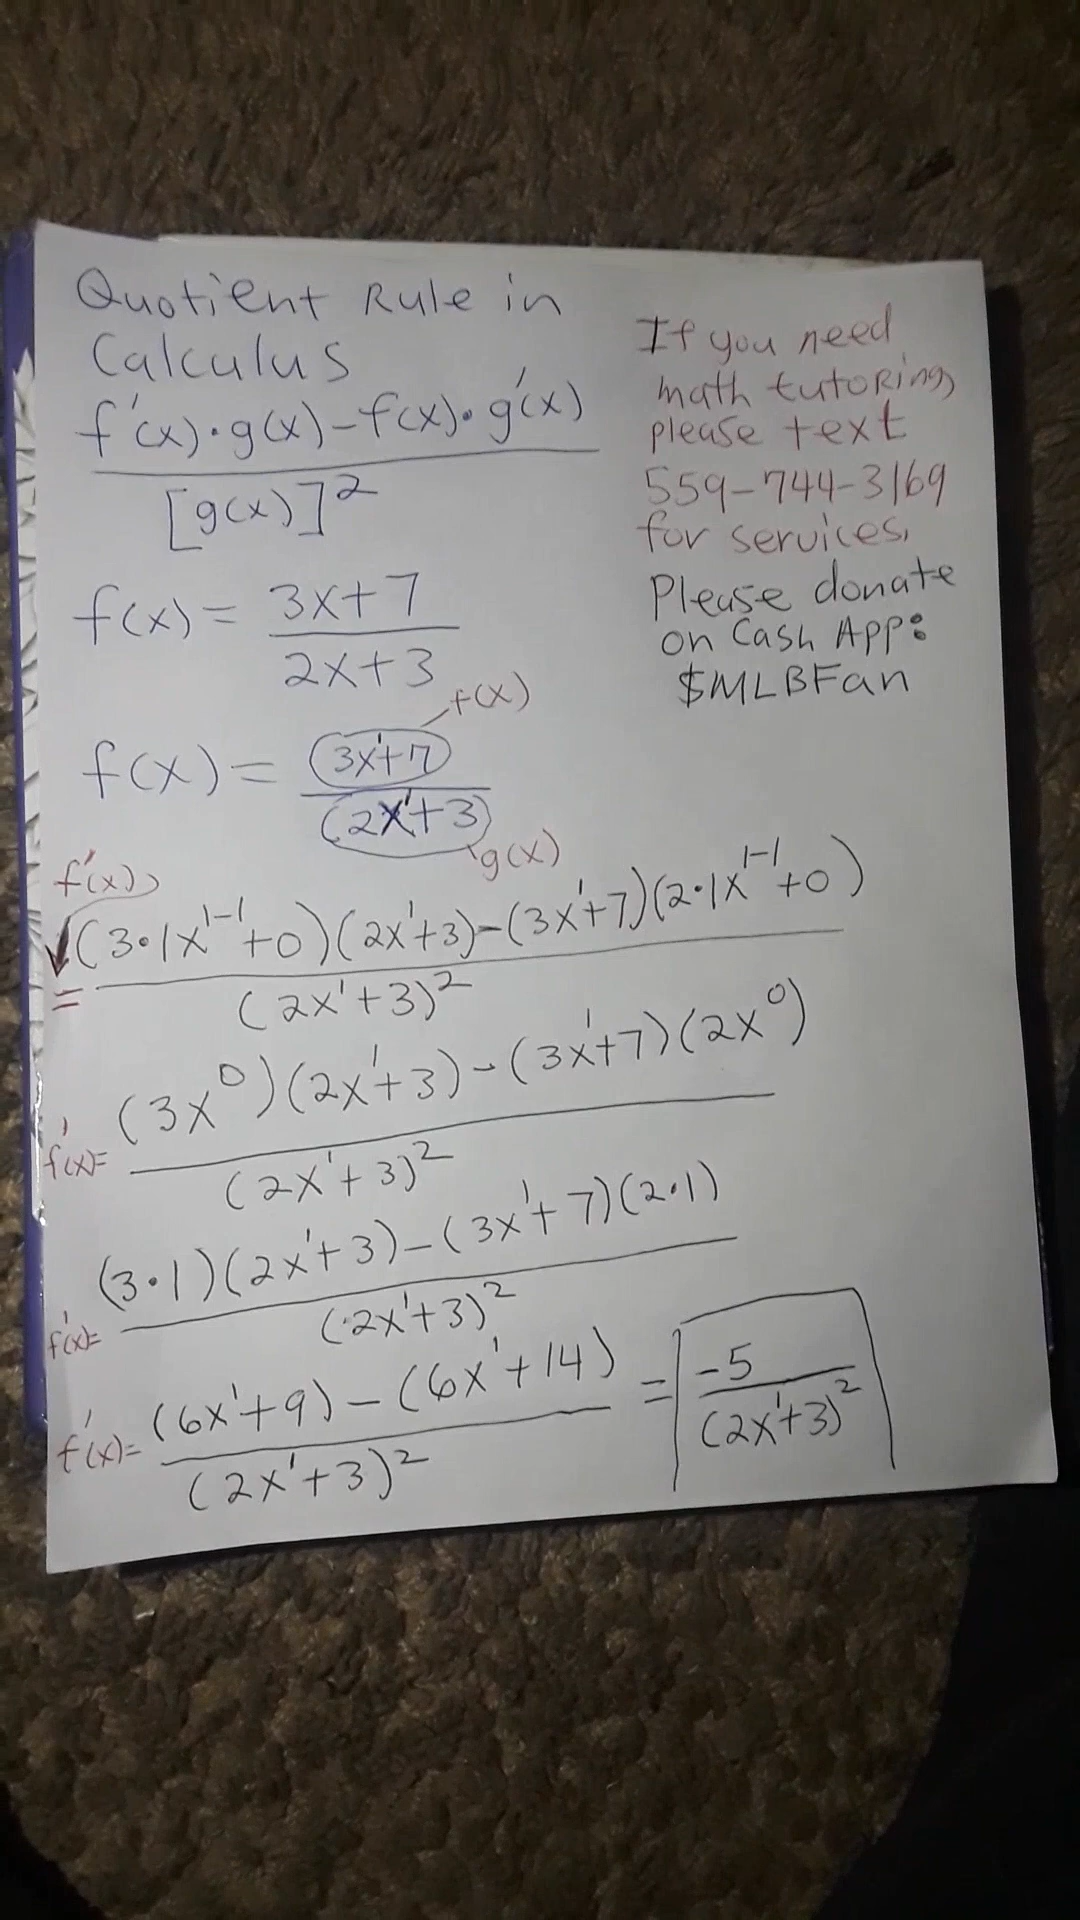 Quotient Rule in
Calculus
f'(x)·g(x)-f(x)·g'(x)
[g(x)]²
f(x)= 3x+7
2x+3
f(x)
f(x)= (3x¹+7)
(2x¹+3)
g(x)
f'(x)
= (3·1x¹⁻¹+0)(2x¹+3)-(3x¹+7)(2·1x¹⁻¹+0)
(2x¹+3)²
f'(x)= (3x⁰)(2x¹+3)-(3x¹+7)(2x⁰)
(2x¹+3)²
f'(x)= (3·1)(2x¹+3)-(3x¹+7)(2·1)
(2x¹+3)²
f'(x)= (6x¹+9)-(6x¹+14) = -5
(2x¹+3)² (2x¹+3)²
If you need
math tutoring,
please text
559-744-3169
for services.
Please donate
on Cash App:
$MLBFan